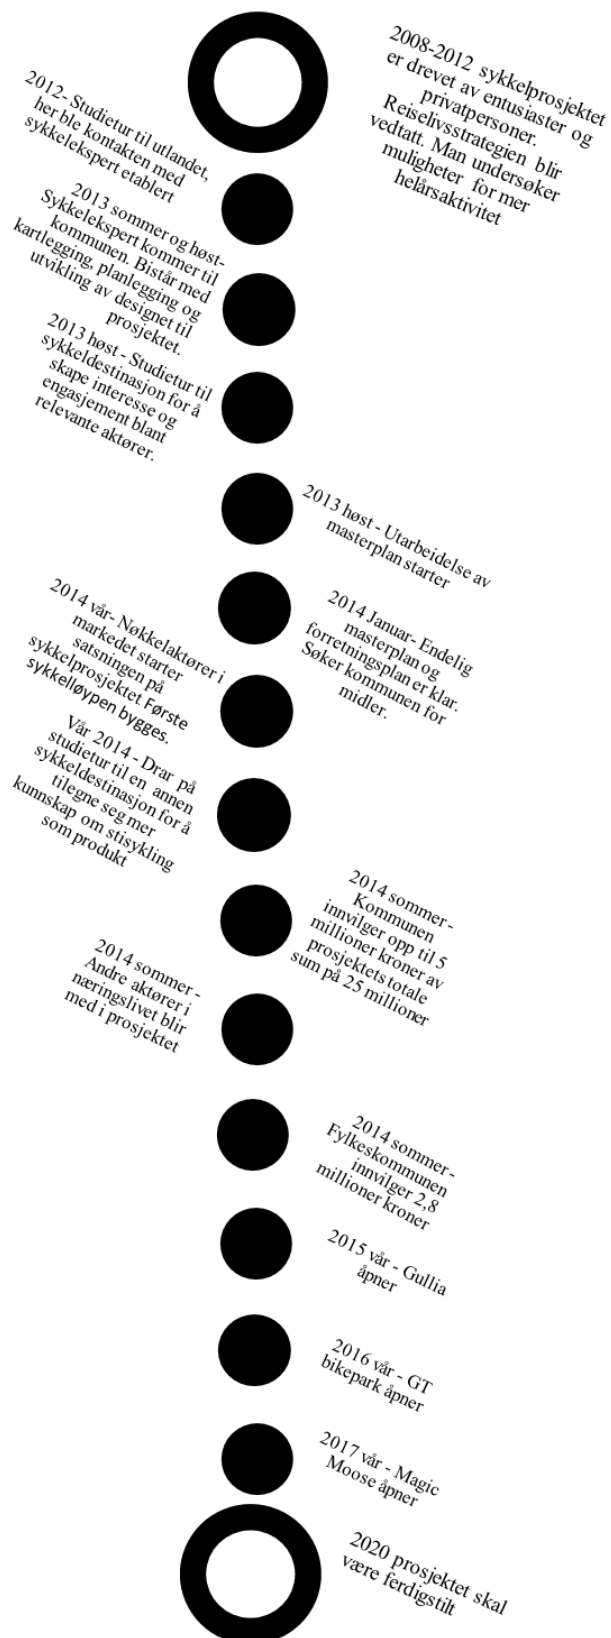 2008-2012 sykkelprosjektet
er drevet av entusiaster og
privatpersoner.
Reiselivsstrategien blir
vedtatt. Man undersøker
muligheter for mer
helårsaktivitet
2012- Studietur til utlandet,
her ble kontakten med
sykkelekspert etablert
2013 sommer og høst-
Sykkelekspert kommer til
kommunen. Bistår med
kartlegging, planlegging og
utvikling av designet til
prosjektet.
2013 høst - Studietur til
sykkeldestinasjon for å
skape interesse og
engasjement blant
relevante aktører.
2013 høst - Utarbeidelse av
masterplan starter
2014 Januar- Endelig
masterplan og
forretningsplan er klar.
Søker kommunen for
midler.
2014 vår- Nøkkelaktører i
markedet starter
satsningen på
sykkelprosjektet Første
sykkelløypen bygges.
Vår 2014 - Drar på
studietur til en annen
sykkeldestinasjon for å
tilegne seg mer
kunnskap om stisykling
som produkt
2014 sommer -
Kommunen
innvilger opp til 5
millioner kroner av
prosjektets totale
sum på 25 millioner
2014 sommer -
Andre aktører i
næringslivet blir
med i prosjektet
2014 sommer -
Fylkeskommunen
innvilger 2,8
millioner kroner
2015 vår - Gullia
åpner
2016 vår - GT
bikepark åpner
2017 vår - Magic
Moose åpner
2020 prosjektet skal
være ferdigstilt